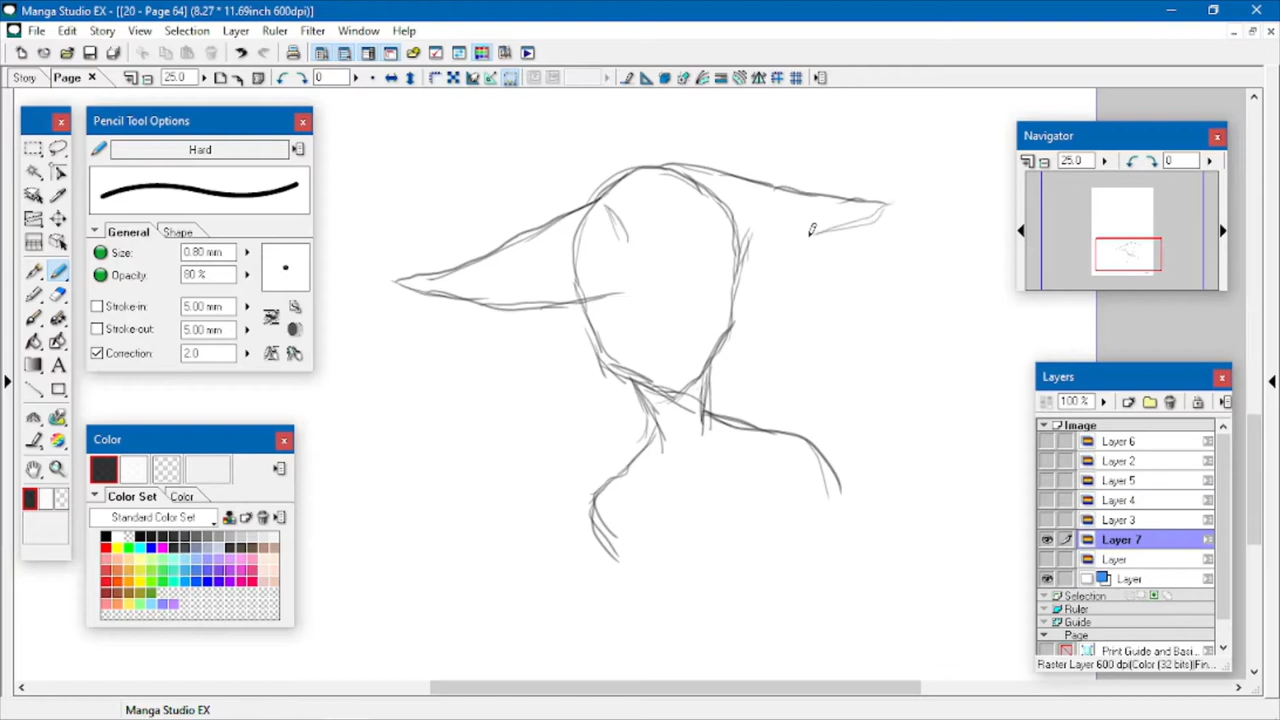 Manga Studio EX - [[20 - Page 64] (8.27 * 11.69inch 600dpi)]
File Edit Story View Selection Layer Ruler Filter Window Help
Story Page 25.0 0
Pencil Tool Options
Hard
General Shape
Size: 0.80 mm
Opacity: 80 %
Stroke-in: 5.00 mm
Stroke-out: 5.00 mm
Correction: 2.0
Color
Color Set Color
Standard Color Set
Navigator
25.0 0
Layers
100 %
Image
Layer 6
Layer 2
Layer 5
Layer 4
Layer 3
Layer 7
Layer
Layer
Selection
Ruler
Guide
Page
Print Guide and Basi...
Raster Layer 600 dpi(Color (32 bits)(Fin...
Manga Studio EX